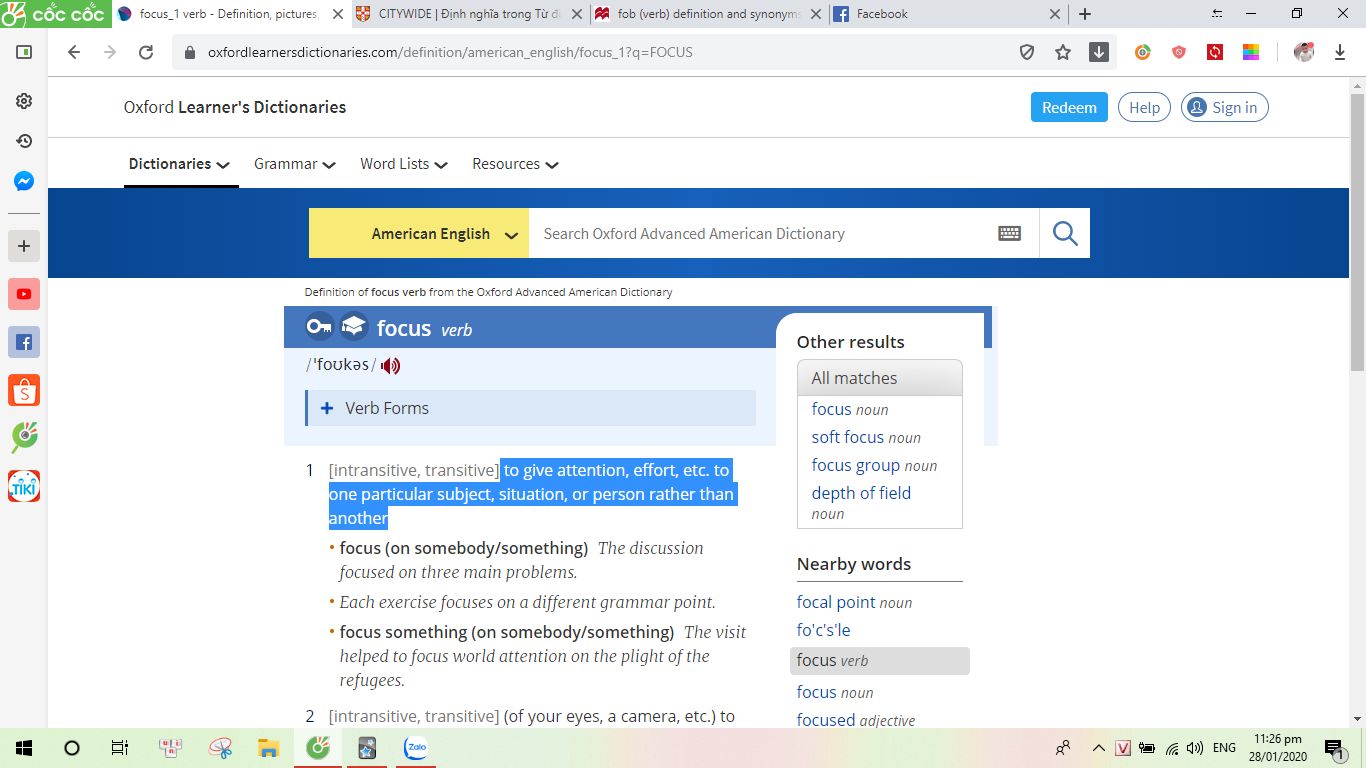 cốc cốc
focus_1 verb - Definition, pictures,
CITYWIDE | Định nghĩa trong Từ đi
fob (verb) definition and synonyms
Facebook
oxfordlearnersdictionaries.com/definition/american_english/focus_1?q=FOCUS
Oxford Learner's Dictionaries
Redeem
Help
Sign in
Dictionaries
Grammar
Word Lists
Resources
American English
Search Oxford Advanced American Dictionary
Definition of focus verb from the Oxford Advanced American Dictionary
focus verb
/ˈfoʊkəs/
+ Verb Forms
1 [intransitive, transitive] to give attention, effort, etc. to
one particular subject, situation, or person rather than
another
• focus (on somebody/something) The discussion
focused on three main problems.
• Each exercise focuses on a different grammar point.
• focus something (on somebody/something) The visit
helped to focus world attention on the plight of the
refugees.
2 [intransitive, transitive] (of your eyes, a camera, etc.) to
Other results
All matches
focus noun
soft focus noun
focus group noun
depth of field
noun
Nearby words
focal point noun
fo'c's'le
focus verb
focus noun
focused adjective
TIKI
Zalo
V
ENG
11:26 pm
28/01/2020
1